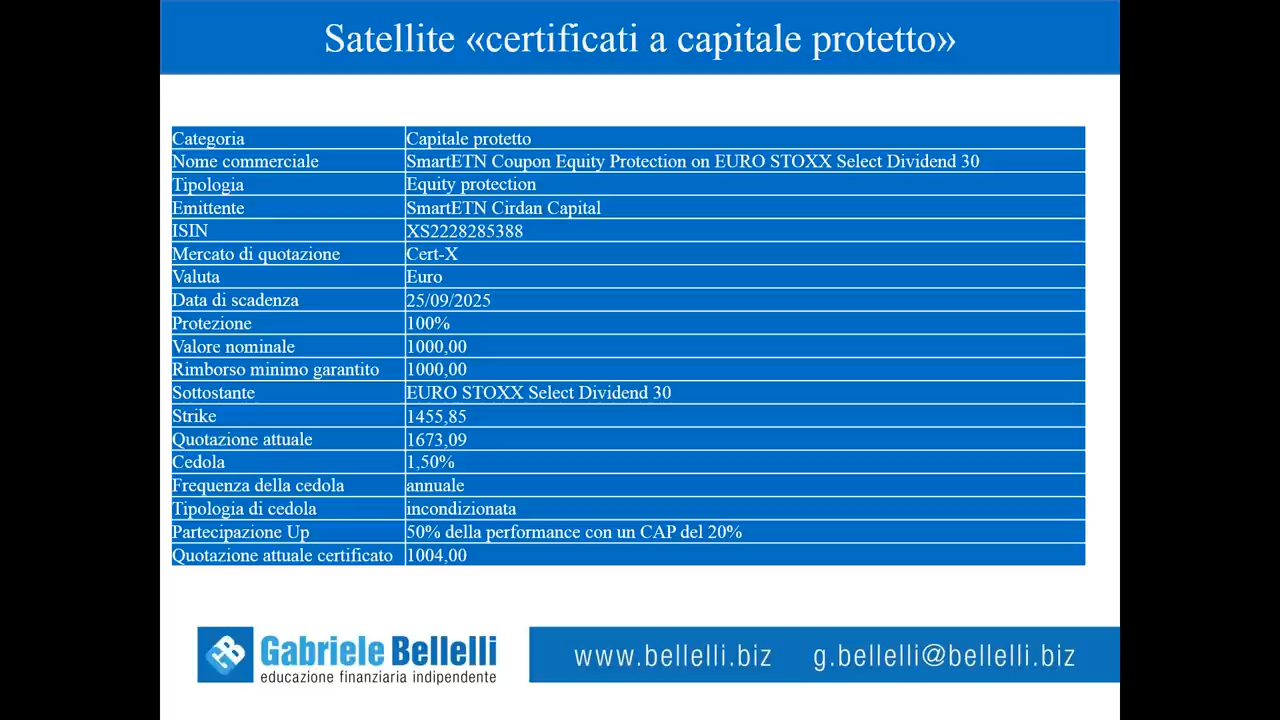 Satellite «certificati a capitale protetto»
Categoria Capitale protetto
Nome commerciale SmartETN Coupon Equity Protection on EURO STOXX Select Dividend 30
Tipologia Equity protection
Emittente SmartETN Cirdan Capital
ISIN XS2228285388
Mercato di quotazione Cert-X
Valuta Euro
Data di scadenza 25/09/2025
Protezione 100%
Valore nominale 1000,00
Rimborso minimo garantito 1000,00
Sottostante EURO STOXX Select Dividend 30
Strike 1455,85
Quotazione attuale 1673,09
Cedola 1,50%
Frequenza della cedola annuale
Tipologia di cedola incondizionata
Partecipazione Up 50% della performance con un CAP del 20%
Quotazione attuale certificato 1004,00
Gabriele Bellelli
educazione finanziaria indipendente
www.bellelli.biz g.bellelli@bellelli.biz